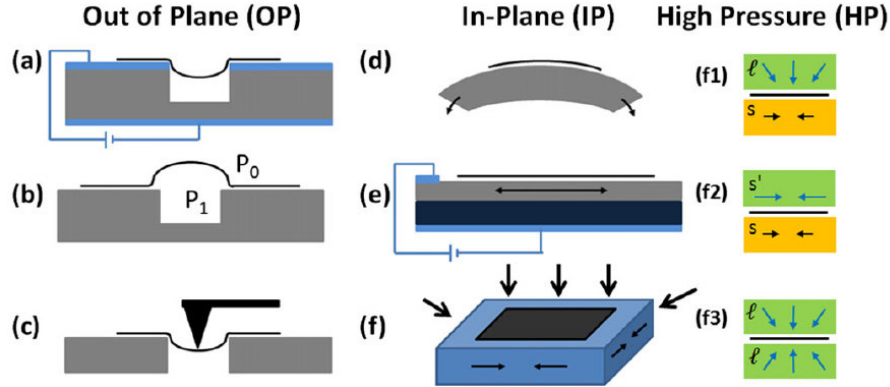 Out of Plane (OP) In-Plane (IP) High Pressure (HP)
(a) (d) (f1) ℓ
s
(b) P₀ (e) (f2) s'
P₁ s
(c) (f) (f3) ℓ
ℓ